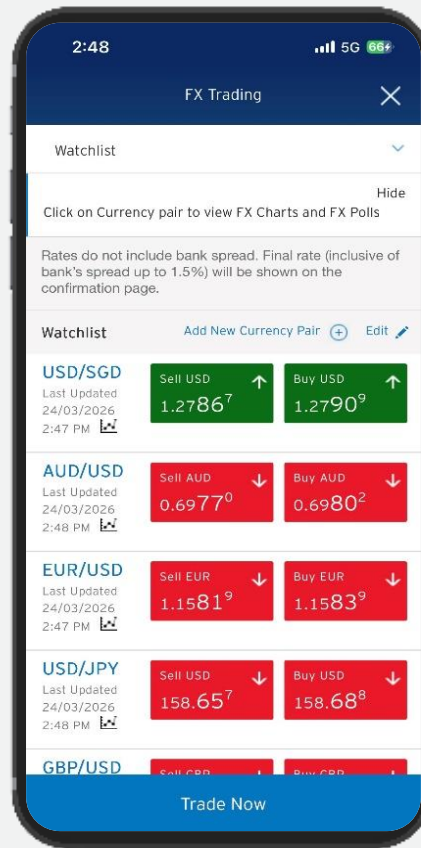 2:48 5G 66
FX Trading
Watchlist
Hide
Click on Currency pair to view FX Charts and FX Polls
Rates do not include bank spread. Final rate (inclusive of
bank's spread up to 1.5%) will be shown on the
confirmation page.
Watchlist Add New Currency Pair Edit
USD/SGD
Last Updated
24/03/2026
2:47 PM
Sell USD
1.2786⁷
Buy USD
1.2790⁹
AUD/USD
Last Updated
24/03/2026
2:48 PM
Sell AUD
0.6977⁰
Buy AUD
0.6980²
EUR/USD
Last Updated
24/03/2026
2:47 PM
Sell EUR
1.1581⁹
Buy EUR
1.1583⁹
USD/JPY
Last Updated
24/03/2026
2:48 PM
Sell USD
158.65⁷
Buy USD
158.68⁸
GBP/USD
Sell GBP
Buy GBP
Trade Now